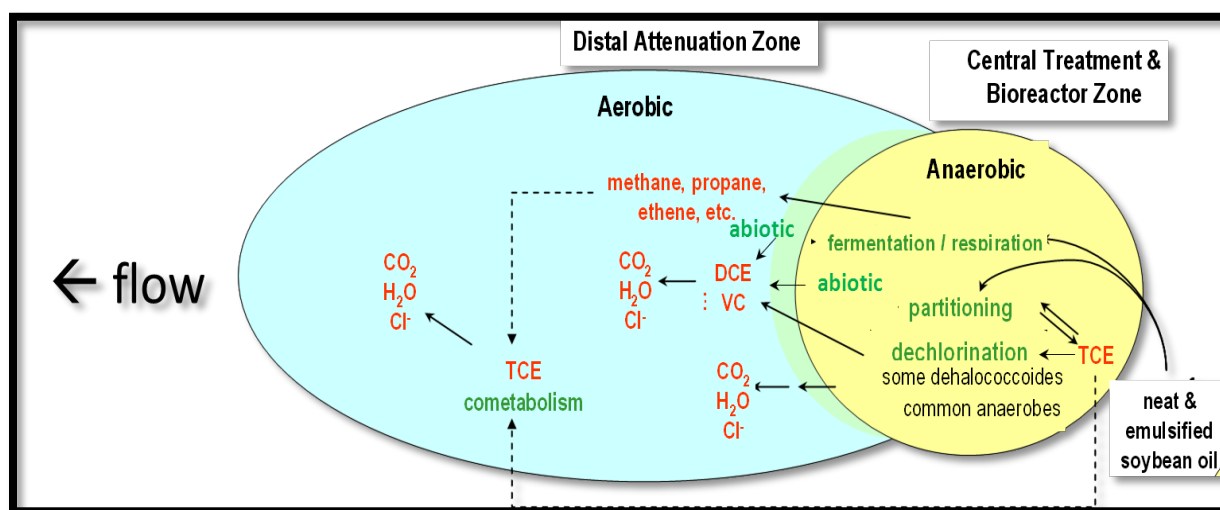 Distal Attenuation Zone
Central Treatment &
Bioreactor Zone
Aerobic
Anaerobic
methane, propane,
ethene, etc.
abiotic
fermentation / respiration
← flow
CO₂
H₂O
Cl⁻
CO₂
H₂O
Cl⁻
DCE
VC
abiotic
partitioning
dechlorination
TCE
some dehalococcoides
common anaerobes
TCE
cometabolism
CO₂
H₂O
Cl⁻
neat &
emulsified
soybean oil